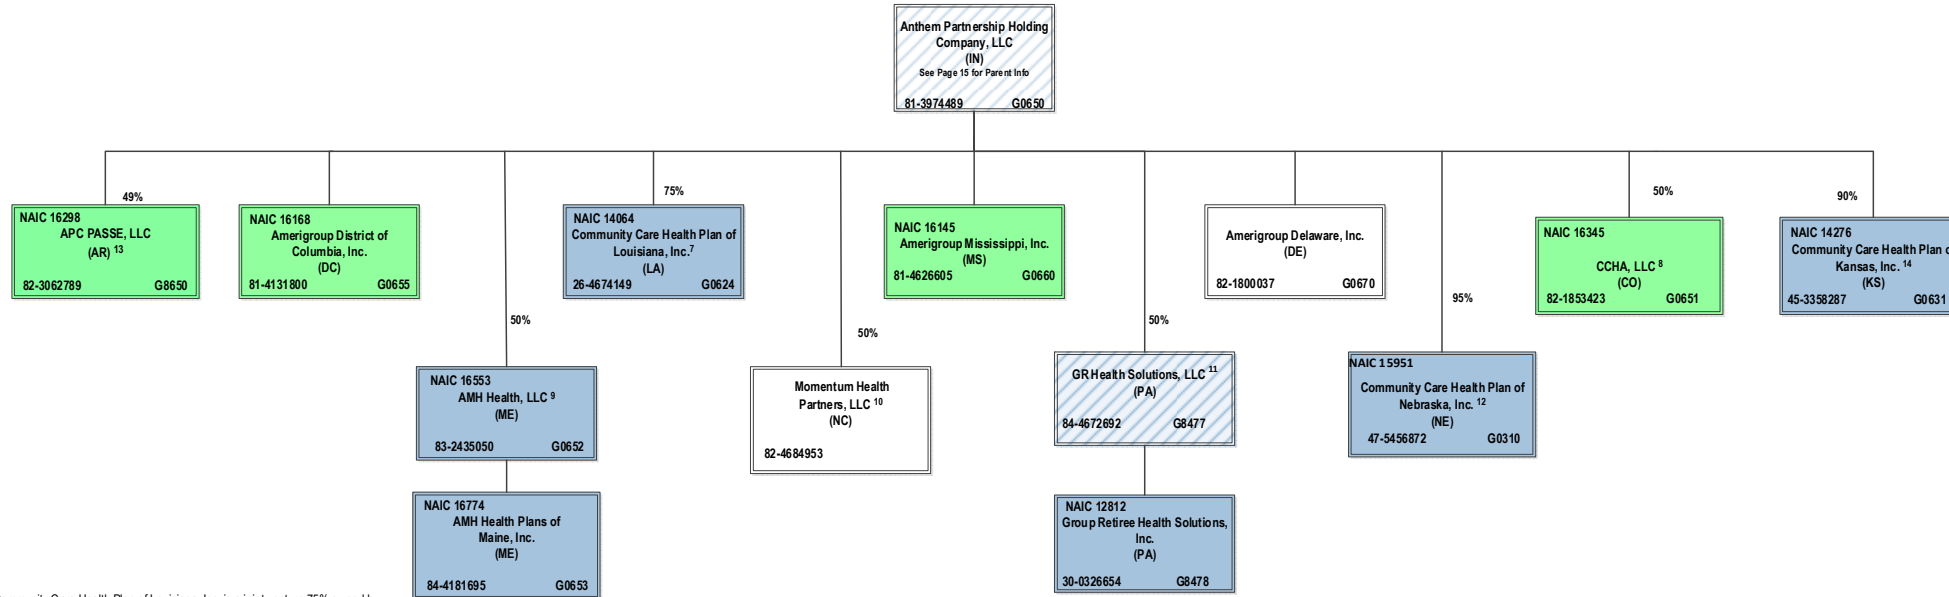 Anthem Partnership Holding
Company, LLC
(IN)
See Page 15 for Parent Info
81-3974489 G0650
49%
NAIC 16298
APC PASSE, LLC
(AR) 13
82-3062789 G8650
NAIC 16168
Amerigroup District of
Columbia, Inc.
(DC)
81-4131800 G0655
75%
NAIC 14064
Community Care Health Plan of
Louisiana, Inc.7
(LA)
26-4674149 G0624
NAIC 16145
Amerigroup Mississippi, Inc.
(MS)
81-4626605 G0660
Amerigroup Delaware, Inc.
(DE)
82-1800037 G0670
50%
NAIC 16345
CCHA, LLC 8
(CO)
82-1853423 G0651
90%
NAIC 14276
Community Care Health Plan
Kansas, Inc. 14
(KS)
45-3358287 G0631
50%
NAIC 16553
AMH Health, LLC 9
(ME)
83-2435050 G0652
50%
Momentum Health
Partners, LLC 10
(NC)
82-4684953
50%
GR Health Solutions, LLC 11
(PA)
84-4672692 G8477
95%
NAIC 15951
Community Care Health Plan of
Nebraska, Inc. 12
(NE)
47-5456872 G0310
NAIC 16774
AMH Health Plans of
Maine, Inc.
(ME)
84-4181695 G0653
NAIC 12812
Group Retiree Health Solutions,
Inc.
(PA)
30-0326654 G8478